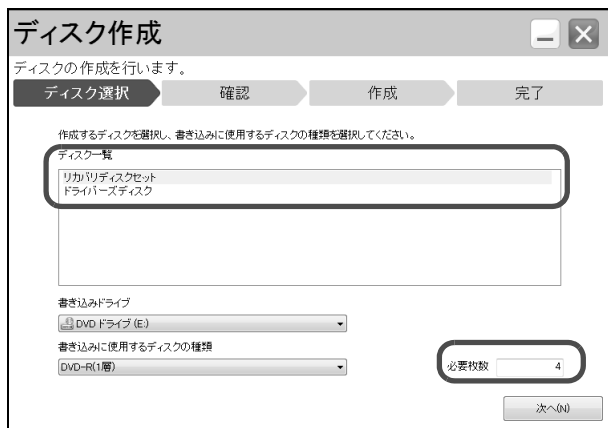 ディスク作成
ディスクの作成を行います。
ディスク選択 確認 作成 完了
作成するディスクを選択し、書き込みに使用するディスクの種類を選択してください。
ディスク一覧
リカバリディスクセット
ドライバーズディスク
書き込みドライブ
DVD ドライブ (E:)
書き込みに使用するディスクの種類
DVD-R(1層)
必要枚数 4
次へ(N)